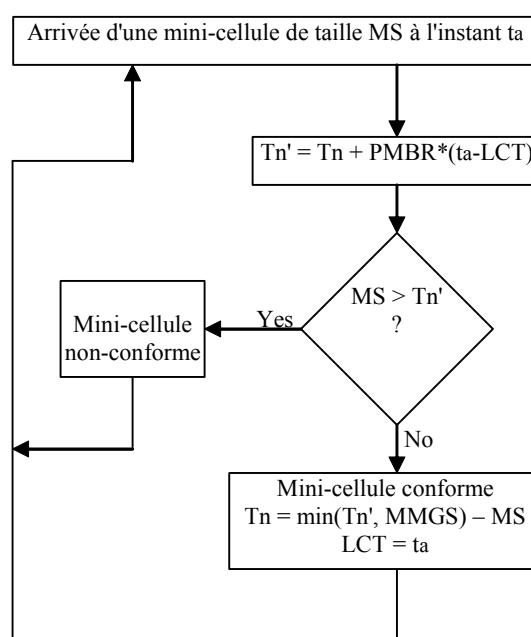 Arrivée d'une mini-cellule de taille MS à l'instant ta
Tn' = Tn + PMBR*(ta-LCT)
MS > Tn'
?
Yes
Mini-cellule
non-conforme
No
Mini-cellule conforme
Tn = min(Tn', MMGS) – MS
LCT = ta